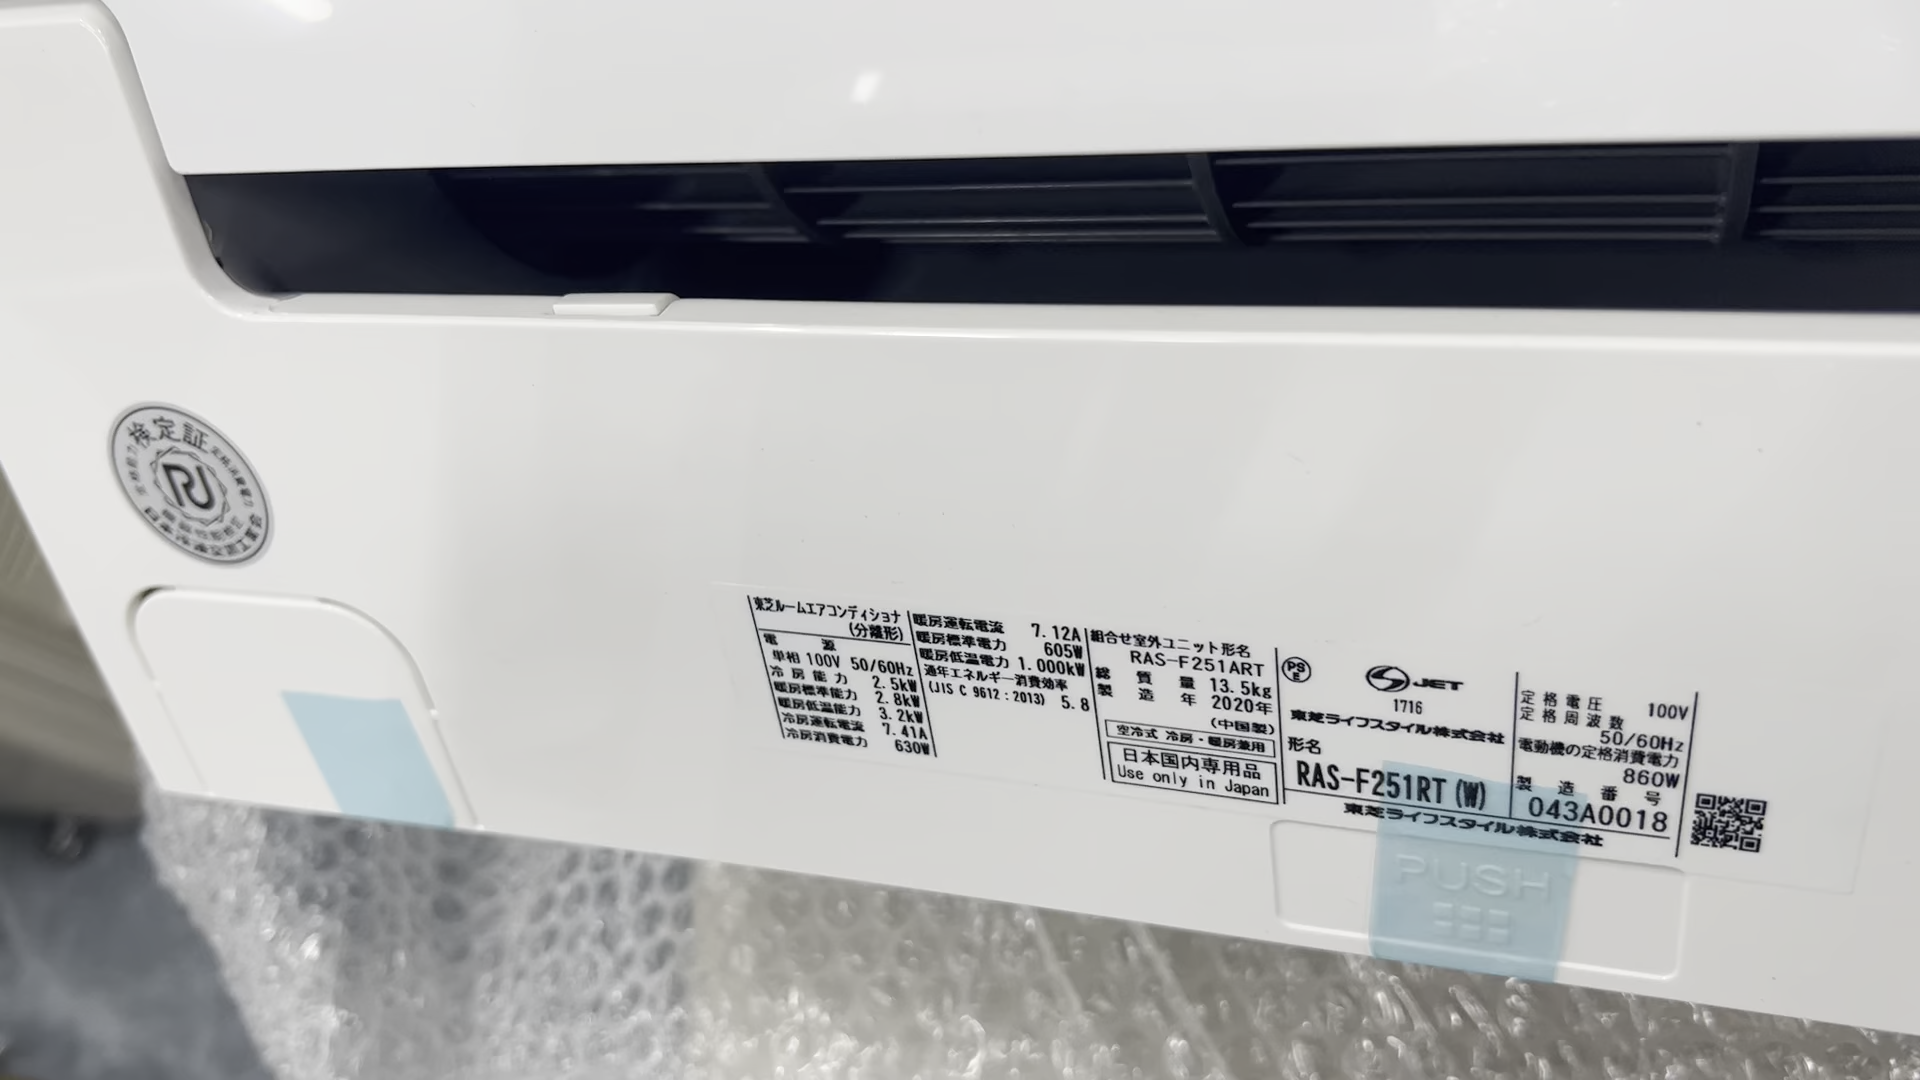 検定証
定格能力
定格消費電力
東芝ルームエアコンディショナ
(分離形)
電源
単相 100V 50/60Hz
冷房能力 2.5kW
暖房標準能力 2.8kW
暖房低温能力 3.2kW
冷房運転電流 7.41A
冷房消費電力 630W
暖房運転電流 7.12A
暖房標準電力 605W
暖房低温電力 1.000kW
通年エネルギー消費効率
(JIS C 9612:2013) 5.8
組合せ室外ユニット形名
RAS-F251ART
総質量 13.5kg
製造年 2020年
(中国製)
空冷式 冷房・暖房兼用
日本国内専用品
Use only in Japan
PS
E
JET
1716
東芝ライフスタイル株式会社
形名
RAS-F251RT(W)
定格電圧 100V
定格周波数
50/60Hz
電動機の定格消費電力
860W
製造番号
043A0018
東芝ライフスタイル株式会社
PUSH